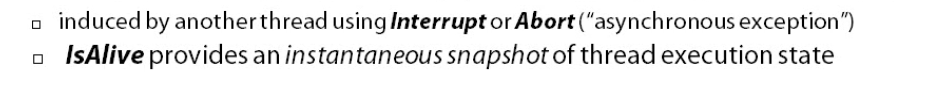 induced by another thread using Interrupt or Abort (“asynchronous exception”)
IsAlive provides an instantaneous snapshot of thread execution state